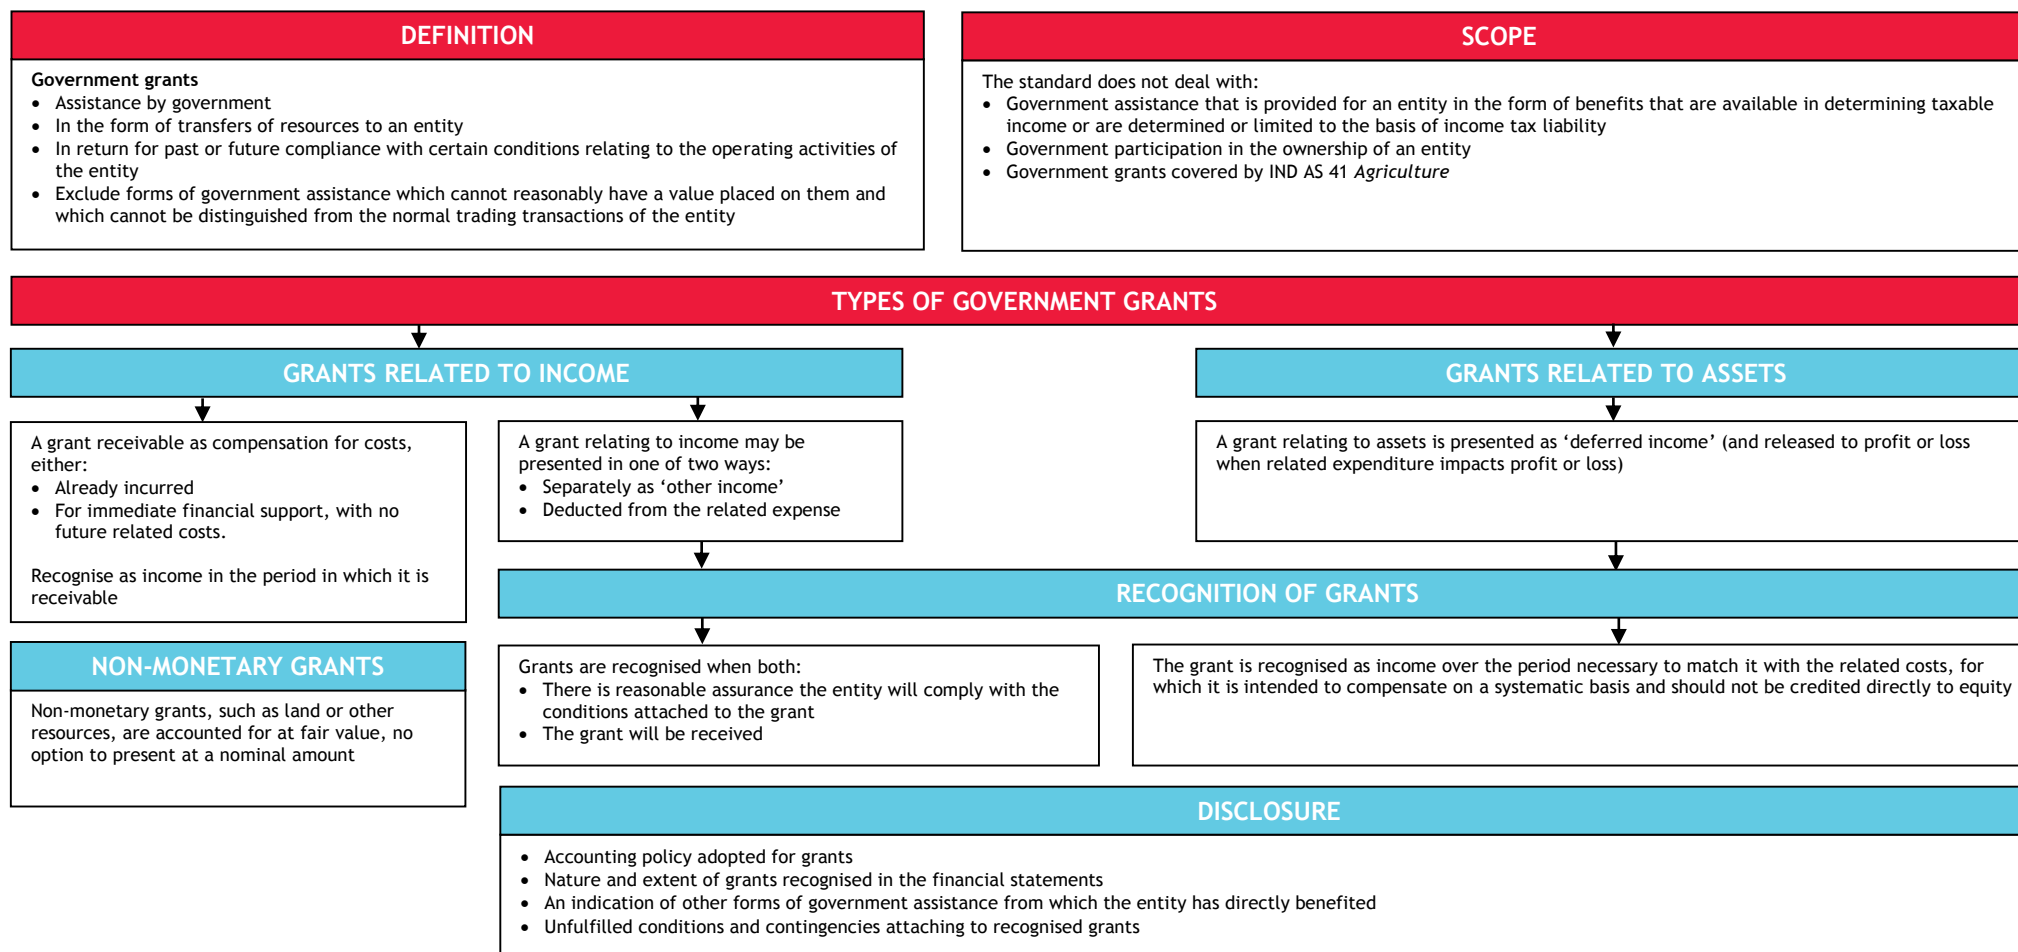 DEFINITION
Government grants
• Assistance by government
• In the form of transfers of resources to an entity
• In return for past or future compliance with certain conditions relating to the operating activities of
the entity
• Exclude forms of government assistance which cannot reasonably have a value placed on them and
which cannot be distinguished from the normal trading transactions of the entity
SCOPE
The standard does not deal with:
• Government assistance that is provided for an entity in the form of benefits that are available in determining taxable
income or are determined or limited to the basis of income tax liability
• Government participation in the ownership of an entity
• Government grants covered by IND AS 41 Agriculture
TYPES OF GOVERNMENT GRANTS
GRANTS RELATED TO INCOME
A grant receivable as compensation for costs,
either:
• Already incurred
• For immediate financial support, with no
future related costs.
Recognise as income in the period in which it is
receivable
A grant relating to income may be
presented in one of two ways:
• Separately as ‘other income’
• Deducted from the related expense
GRANTS RELATED TO ASSETS
A grant relating to assets is presented as ‘deferred income’ (and released to profit or loss
when related expenditure impacts profit or loss)
NON-MONETARY GRANTS
Non-monetary grants, such as land or other
resources, are accounted for at fair value, no
option to present at a nominal amount
RECOGNITION OF GRANTS
Grants are recognised when both:
• There is reasonable assurance the entity will comply with the
conditions attached to the grant
• The grant will be received
The grant is recognised as income over the period necessary to match it with the related costs, for
which it is intended to compensate on a systematic basis and should not be credited directly to equity
DISCLOSURE
• Accounting policy adopted for grants
• Nature and extent of grants recognised in the financial statements
• An indication of other forms of government assistance from which the entity has directly benefited
• Unfulfilled conditions and contingencies attaching to recognised grants